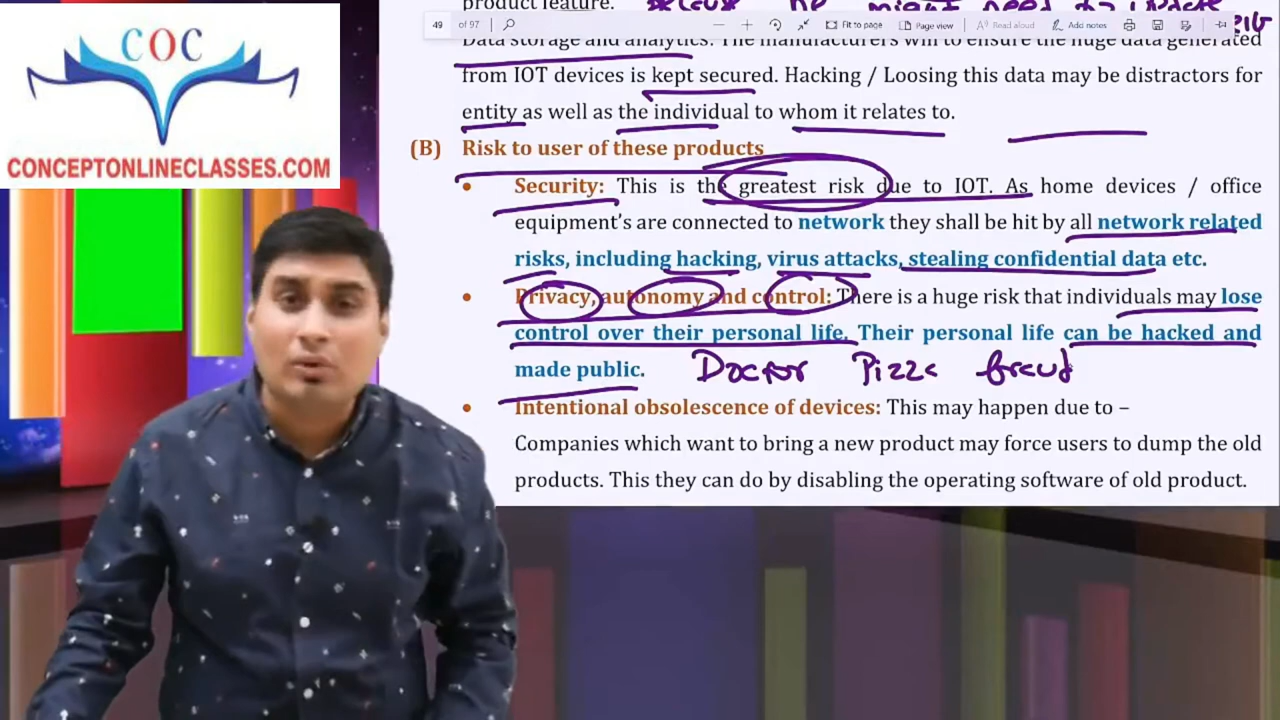 COC
CONCEPTONLINECLASSES.COM
product feature.
49 of 97 Fit to page Page view Read aloud Add notes
Data storage and analytics: The manufacturers will to ensure the huge data generated
from IOT devices is kept secured. Hacking / Loosing this data may be distractors for
entity as well as the individual to whom it relates to.
(B) Risk to user of these products
• Security: This is the greatest risk due to IOT. As home devices / office
equipment's are connected to network they shall be hit by all network related
risks, including hacking, virus attacks, stealing confidential data etc.
• Privacy, autonomy and control: There is a huge risk that individuals may lose
control over their personal life. Their personal life can be hacked and
made public. Doctor Pizza fraud
• Intentional obsolescence of devices: This may happen due to –
Companies which want to bring a new product may force users to dump the old
products. This they can do by disabling the operating software of old product.